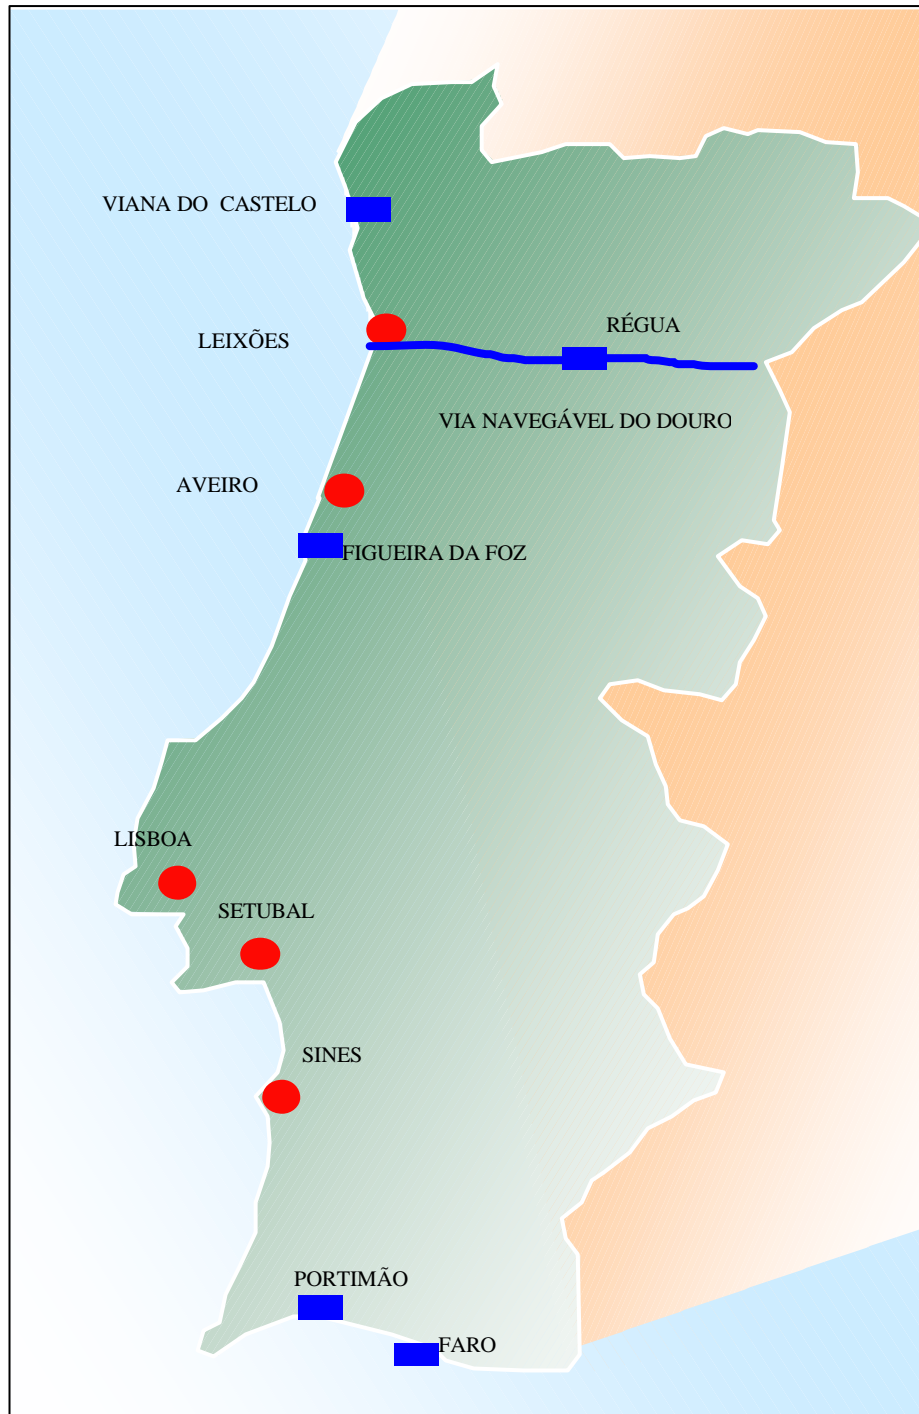 VIANA DO CASTELO
LEIXÕES
RÉGUA
VIA NAVEGÁVEL DO DOURO
AVEIRO
FIGUEIRA DA FOZ
LISBOA
SETUBAL
SINES
PORTIMÃO
FARO